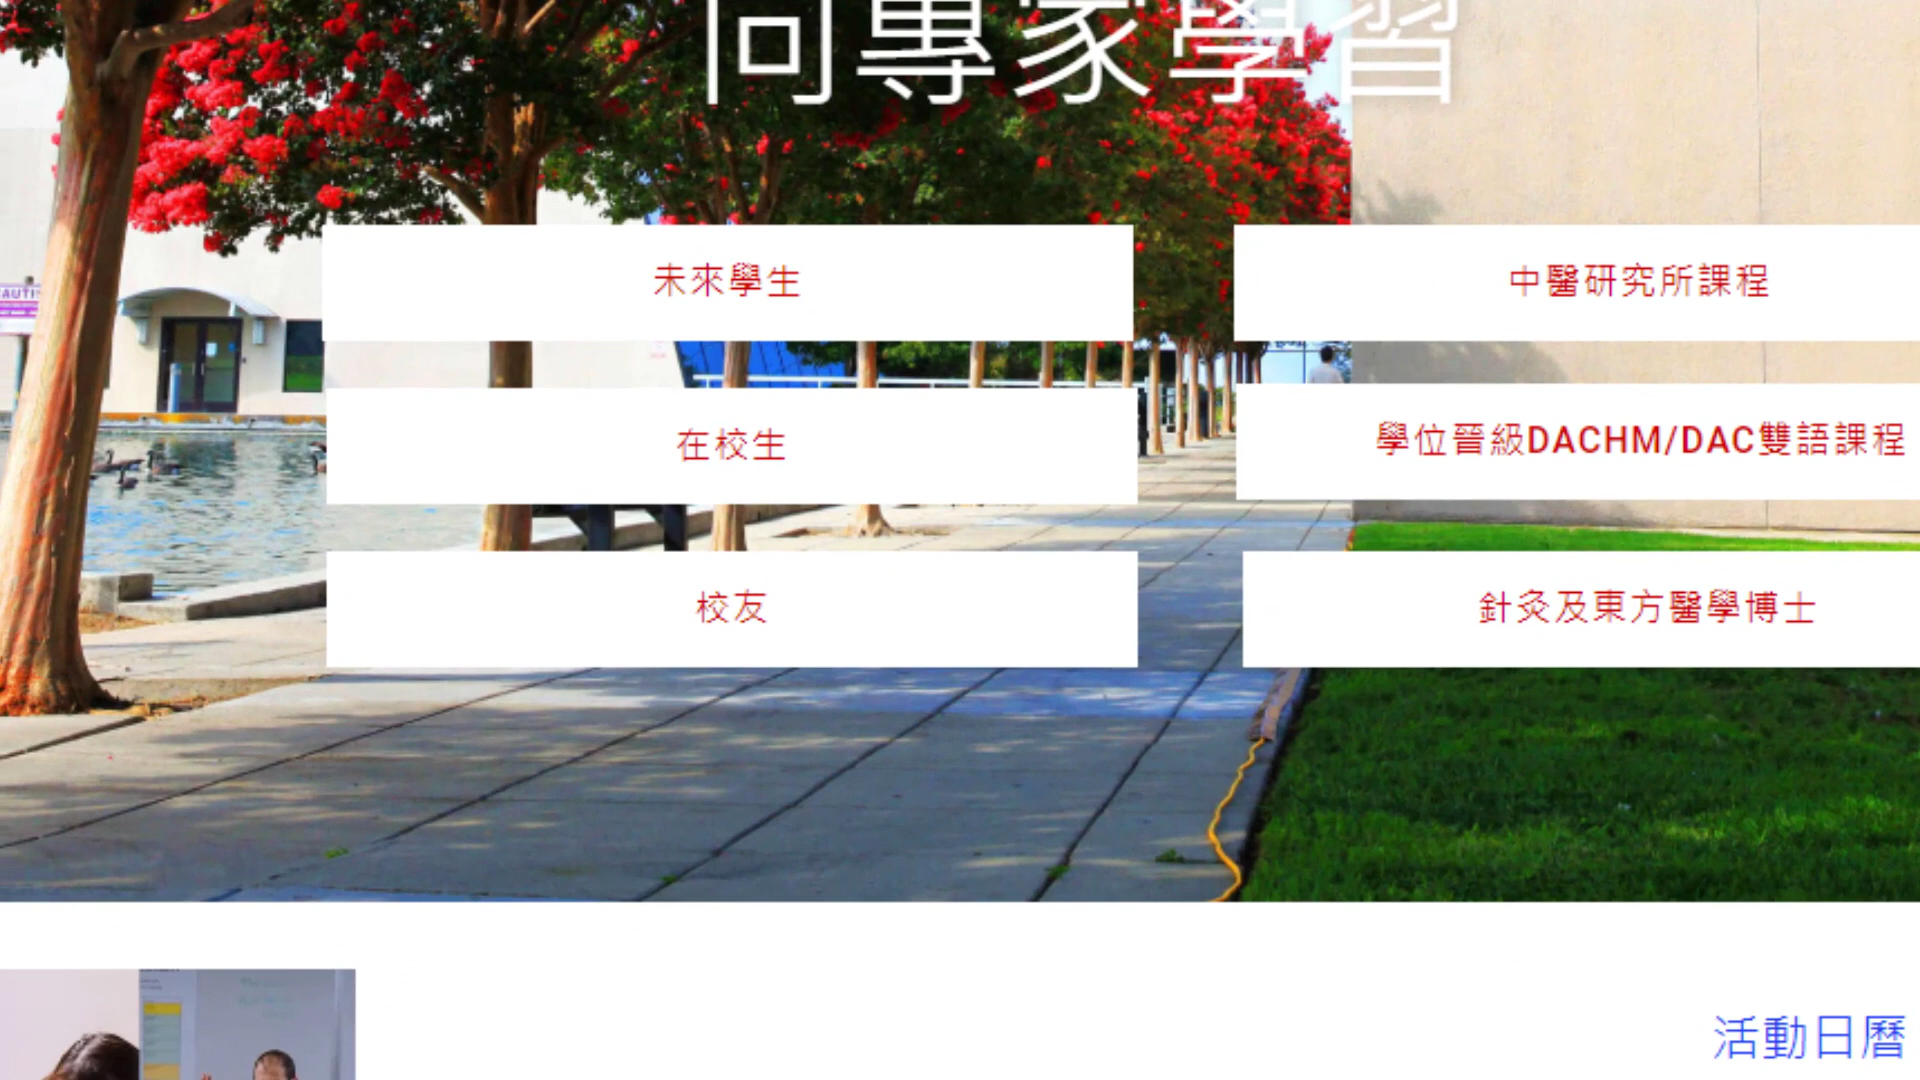 向專家學習
未來學生
中醫研究所課程
在校生
學位晉級DACHM/DAC雙語課程
校友
針灸及東方醫學博士
活動日曆